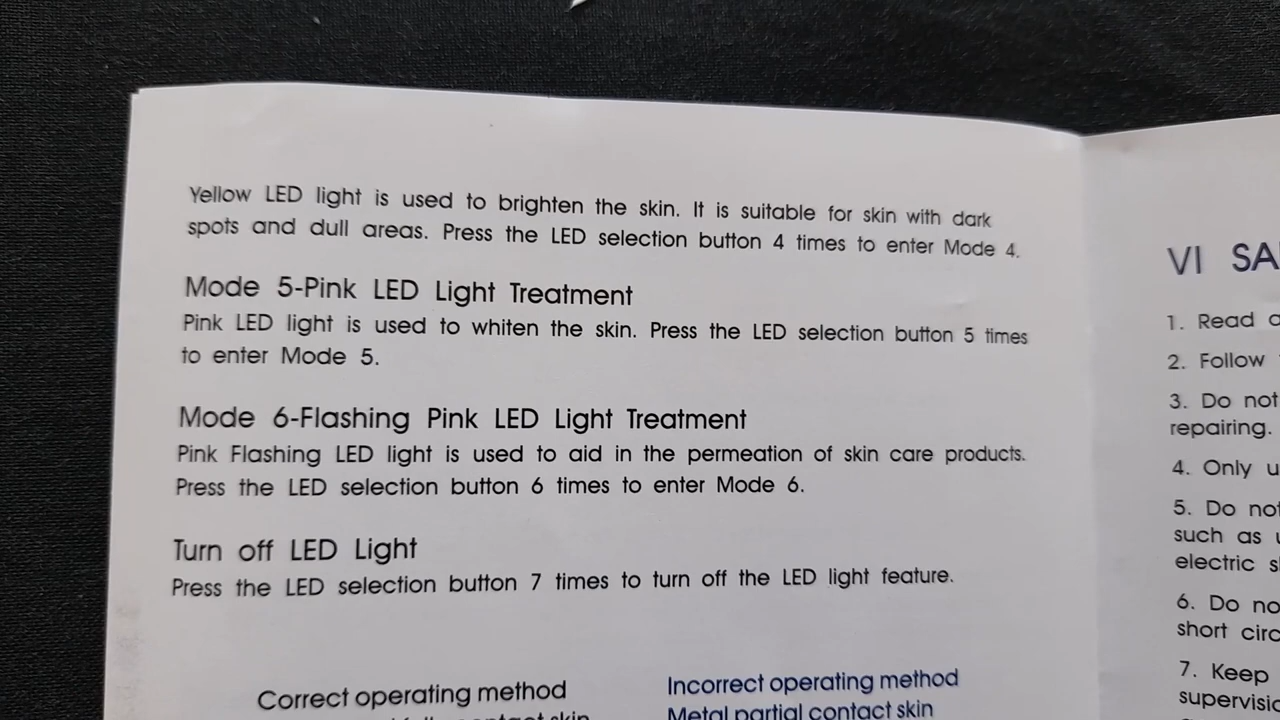 Yellow LED light is used to brighten the skin. It is suitable for skin with dark
spots and dull areas. Press the LED selection button 4 times to enter Mode 4.
Mode 5-Pink LED Light Treatment
Pink LED light is used to whiten the skin. Press the LED selection button 5 times
to enter Mode 5.
Mode 6-Flashing Pink LED Light Treatment
Pink Flashing LED light is used to aid in the permeation of skin care products.
Press the LED selection button 6 times to enter Mode 6.
Turn off LED Light
Press the LED selection button 7 times to turn off the LED light feature.
Correct operating method
contact skin
Incorrect operating method
Metal partial contact skin
VI SA
1. Read
2. Follow
3. Do not
repairing.
4. Only
5. Do not
such as
electric
6. Do
short
7. Keep